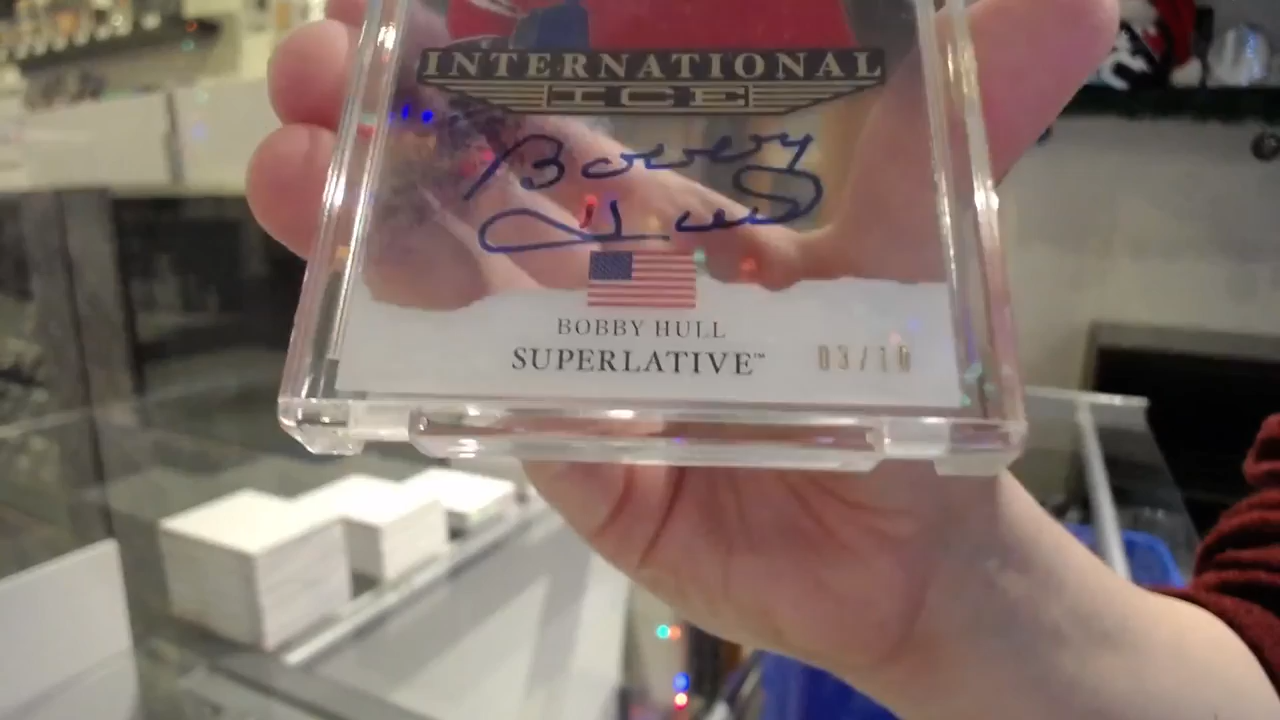 INTERNATIONAL
ICE
Bobby
Hull
BOBBY HULL
SUPERLATIVE™
03/10